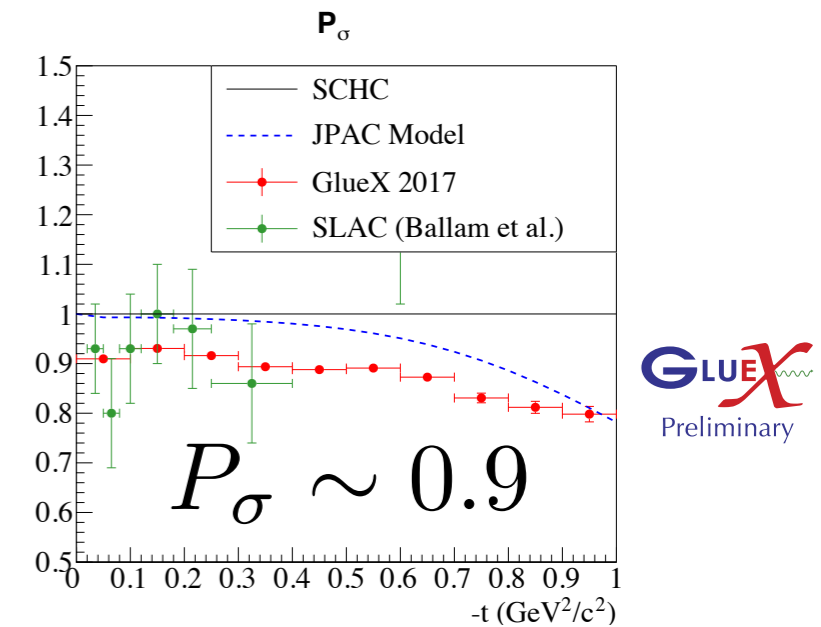 P_σ
1.5
1.4
1.3
1.2
1.1
1
0.9
0.8
0.7
0.6
0.5
SCHC
JPAC Model
GlueX 2017
SLAC (Ballam et al.)
P_σ ∼ 0.9
0 0.1 0.2 0.3 0.4 0.5 0.6 0.7 0.8 0.9 1
-t (GeV²/c²)
GLUEX
Preliminary